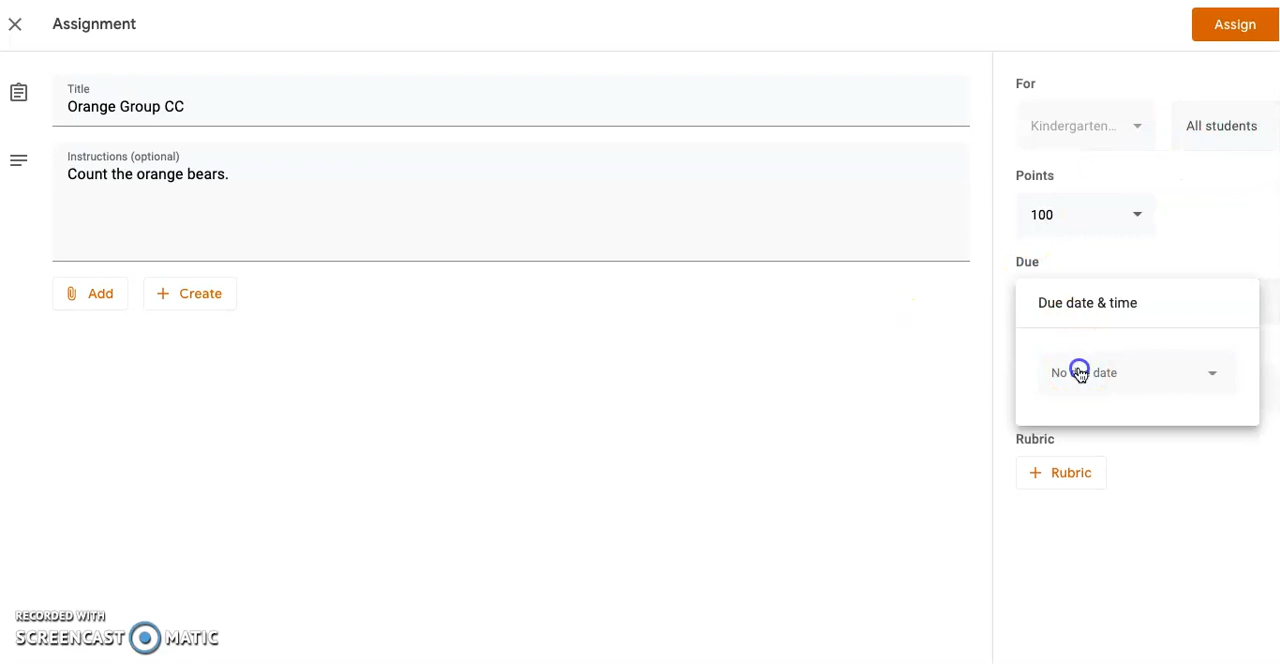 Assignment
Assign
Title
Orange Group CC
Instructions (optional)
Count the orange bears.
Add
Create
For
Kindergarten...
All students
Points
100
Due
Due date & time
No date
Rubric
Rubric
RECORDED WITH
SCREENCAST MATIC